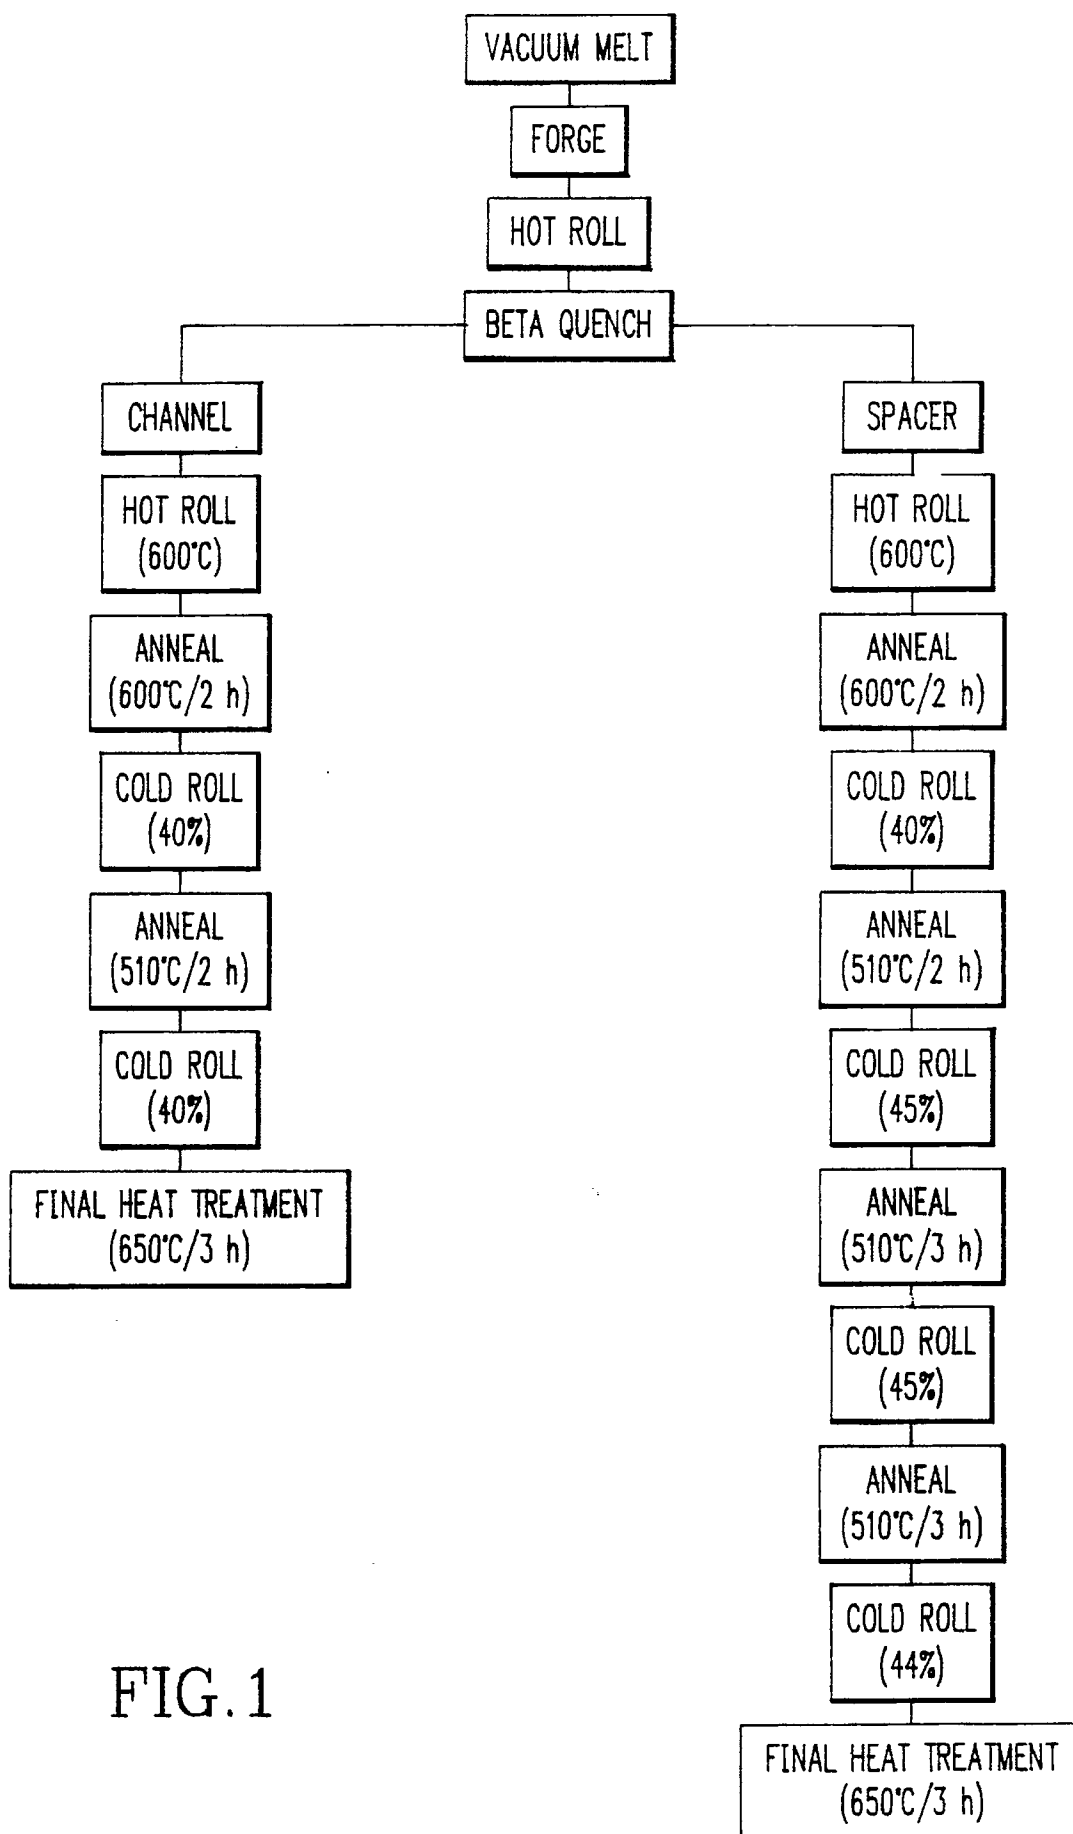 VACUUM MELT
FORGE
HOT ROLL
BETA QUENCH
CHANNEL
HOT ROLL
(600°C)
ANNEAL
(600°C/2 h)
COLD ROLL
(40%)
ANNEAL
(510°C/2 h)
COLD ROLL
(40%)
FINAL HEAT TREATMENT
(650°C/3 h)
SPACER
HOT ROLL
(600°C)
ANNEAL
(600°C/2 h)
COLD ROLL
(40%)
ANNEAL
(510°C/2 h)
COLD ROLL
(45%)
ANNEAL
(510°C/3 h)
COLD ROLL
(45%)
ANNEAL
(510°C/3 h)
COLD ROLL
(44%)
FINAL HEAT TREATMENT
(650°C/3 h)
FIG.1